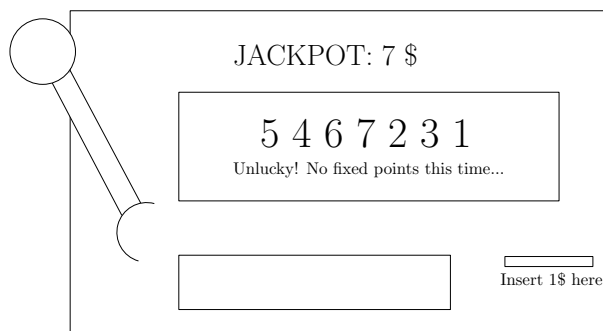 JACKPOT: 7 $
5 4 6 7 2 3 1
Unlucky! No fixed points this time...
Insert 1$ here